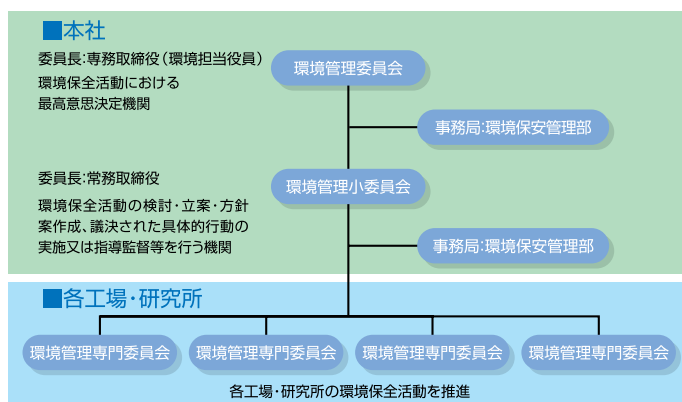 ■本社
委員長:専務取締役(環境担当役員)
環境保全活動における
最高意思決定機関
環境管理委員会
事務局:環境保安管理部
委員長:常務取締役
環境保全活動の検討・立案・方針
案作成、議決された具体的行動の
実施又は指導監督等を行う機関
環境管理小委員会
事務局:環境保安管理部
■各工場・研究所
環境管理専門委員会
環境管理専門委員会
環境管理専門委員会
環境管理専門委員会
各工場・研究所の環境保全活動を推進